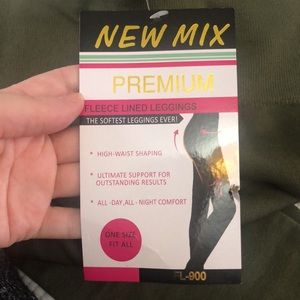 NEW MIX
PREMIUM
FLEECE LINED LEGGINGS
THE SOFTEST LEGGINGS EVER!
• HIGH-WAIST SHAPING
• ULTIMATE SUPPORT FOR
OUTSTANDING RESULTS
• ALL -DAY,ALL - NIGHT COMFORT
ONE SIZE
FIT ALL
FL-900